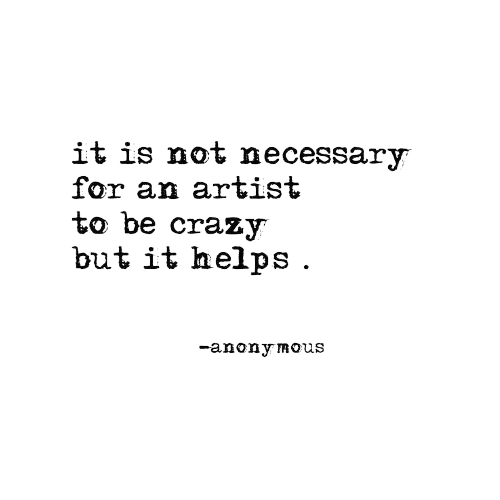 it is not necessary
for an artist
to be crazy
but it helps .
-anonymous